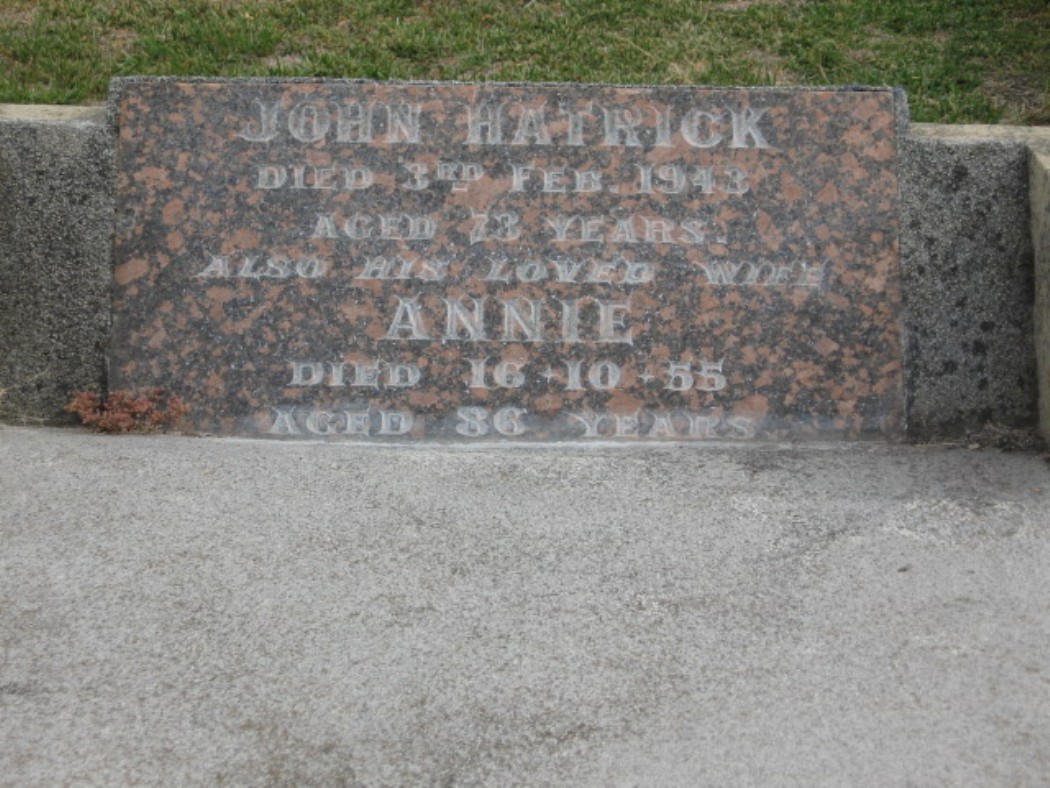 JOHN HATRICK
DIED 3RD FEB. 1943
AGED 73 YEARS.
ALSO HIS LOVED WIFE
ANNIE
DIED 16·10·55
AGED 86 YEARS